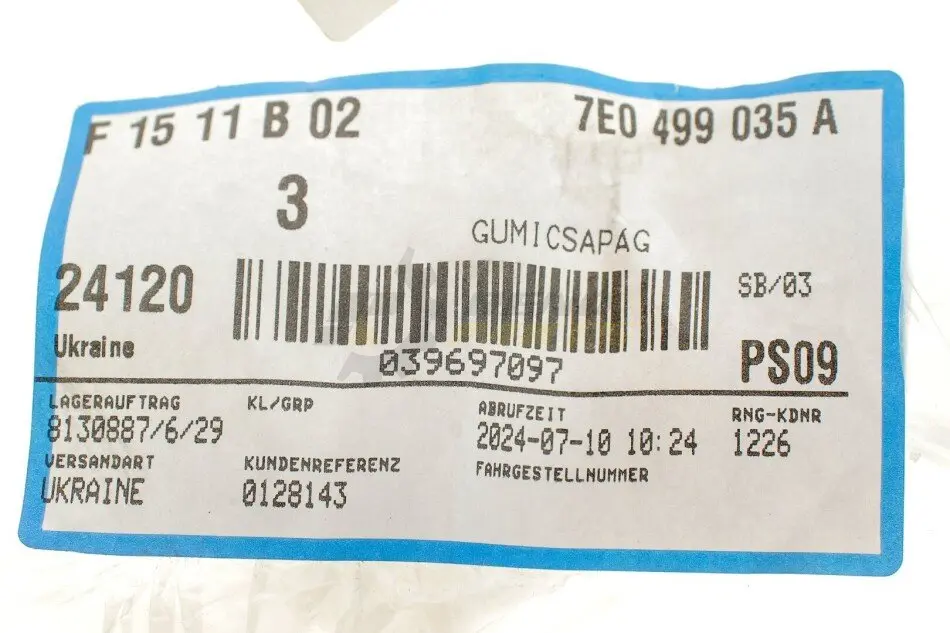 F 15 11 B 02
7E0 499 035 A
3
GUMICSAPAG
24120
SB/03
Ukraine
039697097
PS09
LAGERAUFTRAG
KL/GRP
ABRUFZEIT
RNG-KDNR
8130887/6/29
2024-07-10 10:24
1226
VERSANDART
KUNDENREFERENZ
FAHRGESTELLNUMMER
UKRAINE
0128143